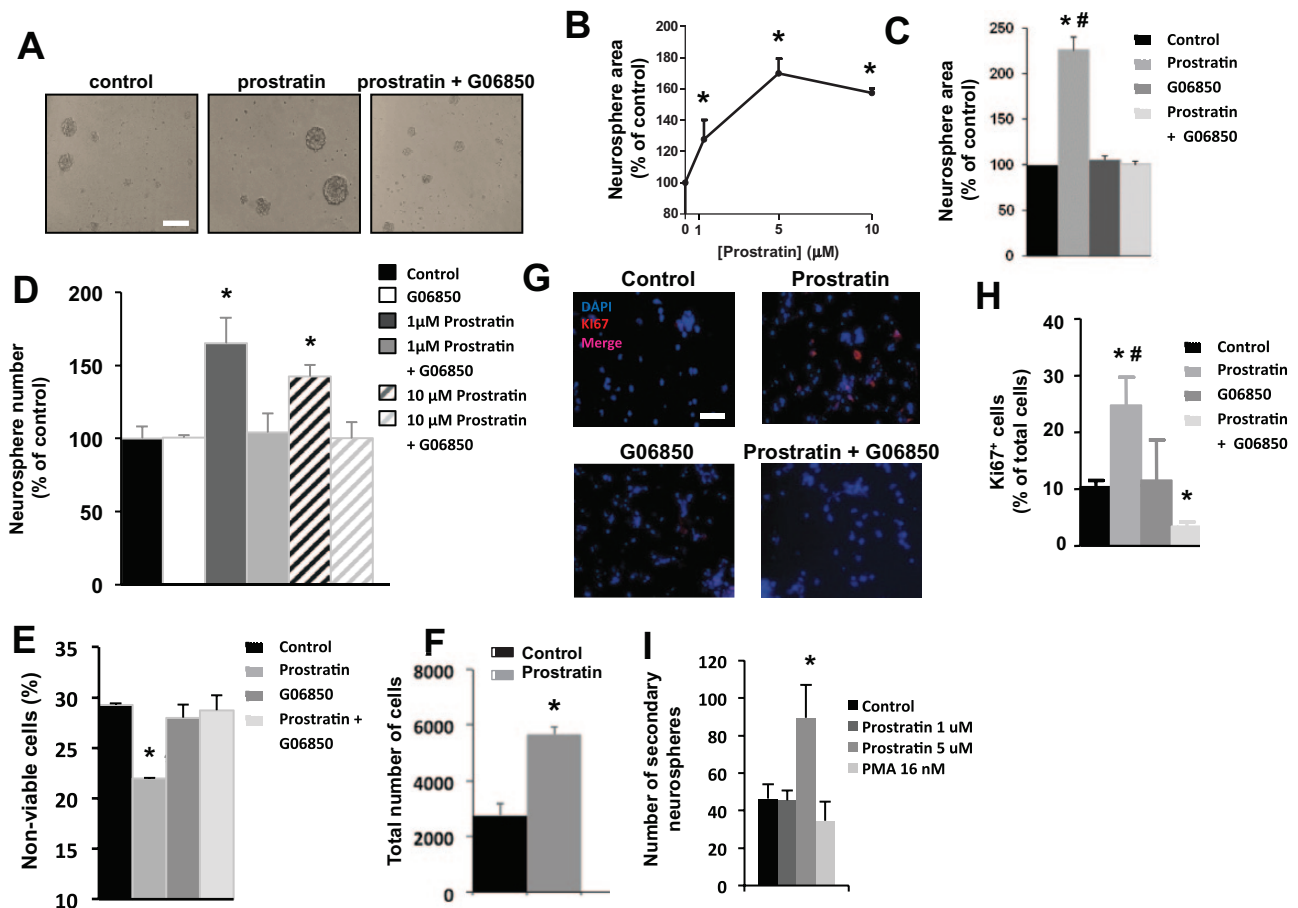 A
control
prostratin
prostratin + G06850
B
Neurosphere area
(% of control)
180
160
140
120
100
80
0
1
5
10
[Prostratin] (µM)
*
*
*
C
Neurosphere area
(% of control)
250
200
150
100
50
0
* #
Control
Prostratin
G06850
Prostratin
+ G06850
D
Neurosphere number
(% of control)
200
150
100
50
0
*
*
Control
G06850
1µM Prostratin
1µM Prostratin
+ G06850
10 µM Prostratin
10 µM Prostratin
+ G06850
G
Control
Prostratin
DAPI
KI67
Merge
G06850
Prostratin + G06850
H
Ki67+ cells
(% of total cells)
40
30
20
10
0
* #
*
Control
Prostratin
G06850
Prostratin
+ G06850
E
Non-viable cells (%)
35
31
27
22
15
10
*
Control
Prostratin
G06850
Prostratin +
G06850
F
Total number of cells
8000
6000
4000
2000
0
*
Control
Prostratin
I
Number of secondary
neurospheres
120
100
80
60
40
20
0
*
Control
Prostratin 1 uM
Prostratin 5 uM
PMA 16 nM